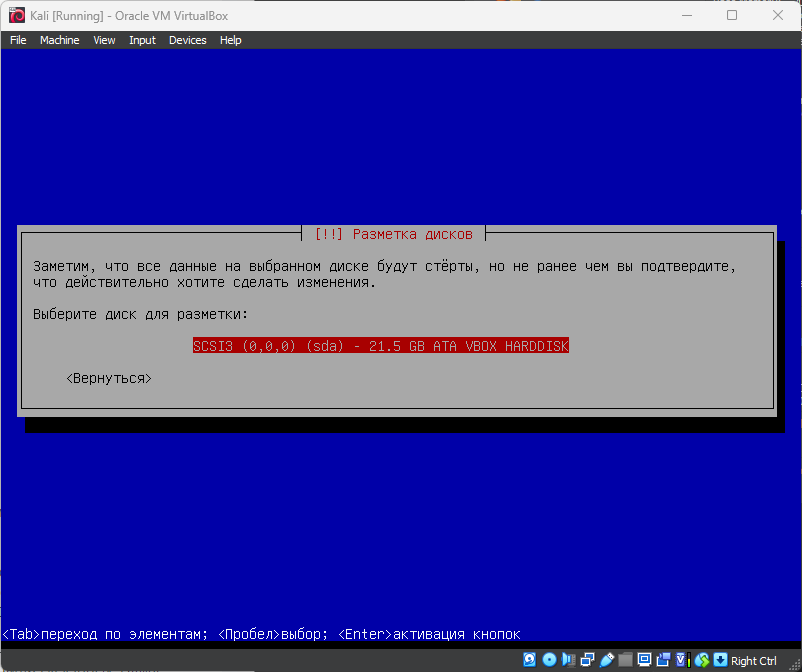 Kali [Running] - Oracle VM VirtualBox
File Machine View Input Devices Help
[!!] Разметка дисков
Заметим, что все данные на выбранном диске будут стёрты, но не ранее чем вы подтвердите,
что действительно хотите сделать изменения.
Выберите диск для разметки:
SCSI3 (0,0,0) (sda) - 21.5 GB ATA VBOX HARDDISK
<Вернуться>
<Tab>переход по элементам; <Пробел>выбор; <Enter>активация кнопок
Right Ctrl